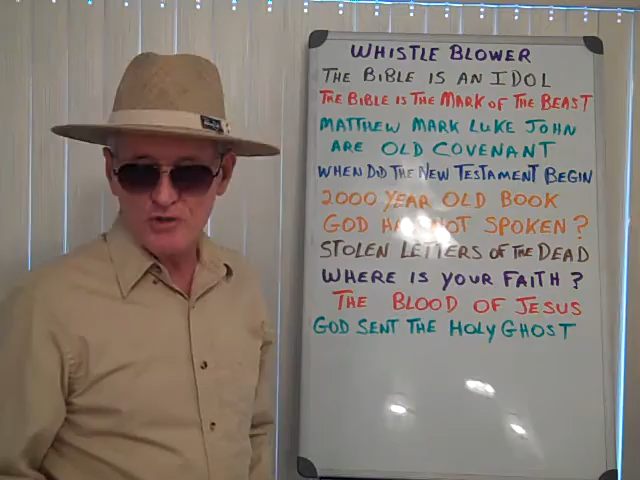 WHISTLE BLOWER
THE BIBLE IS AN IDOL
THE BIBLE IS THE MARK OF THE BEAST
MATTHEW MARK LUKE JOHN
ARE OLD COVENANT
WHEN DID THE NEW TESTAMENT BEGIN
2000 YEAR OLD BOOK
GOD HAS NOT SPOKEN ?
STOLEN LETTERS OF THE DEAD
WHERE IS YOUR FAITH ?
THE BLOOD OF JESUS
GOD SENT THE HOLY GHOST